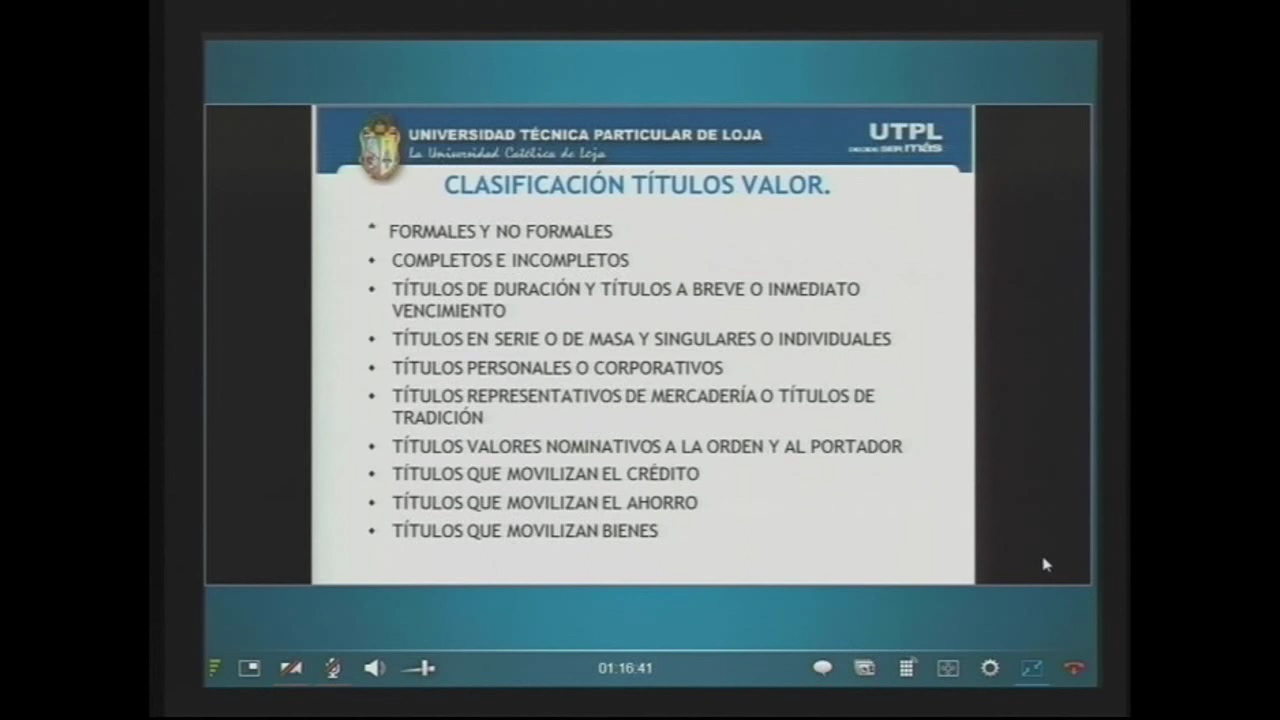 UNIVERSIDAD TÉCNICA PARTICULAR DE LOJA
La Universidad Católica de Loja
UTPL
DECIDE SER más
CLASIFICACIÓN TÍTULOS VALOR.
* FORMALES Y NO FORMALES
• COMPLETOS E INCOMPLETOS
• TÍTULOS DE DURACIÓN Y TÍTULOS A BREVE O INMEDIATO
VENCIMIENTO
• TÍTULOS EN SERIE O DE MASA Y SINGULARES O INDIVIDUALES
• TÍTULOS PERSONALES O CORPORATIVOS
• TÍTULOS REPRESENTATIVOS DE MERCADERÍA O TÍTULOS DE
TRADICIÓN
• TÍTULOS VALORES NOMINATIVOS A LA ORDEN Y AL PORTADOR
• TÍTULOS QUE MOVILIZAN EL CRÉDITO
• TÍTULOS QUE MOVILIZAN EL AHORRO
• TÍTULOS QUE MOVILIZAN BIENES
01:16:41